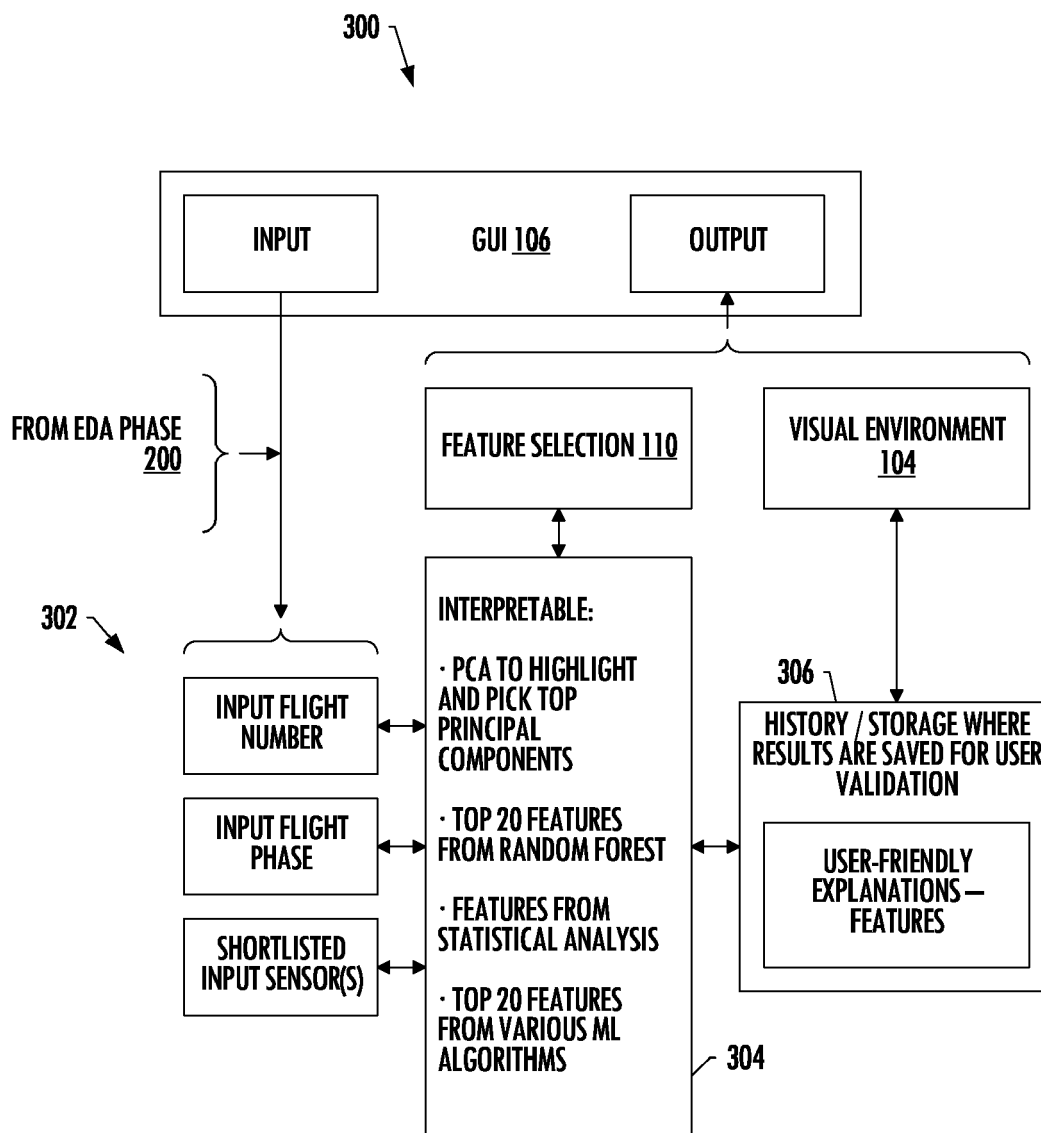 300
INPUT
GUI 106
OUTPUT
FROM EDA PHASE
200
FEATURE SELECTION 110
VISUAL ENVIRONMENT
104
302
INPUT FLIGHT
NUMBER
INPUT FLIGHT
PHASE
SHORTLISTED
INPUT SENSOR(S)
INTERPRETABLE:
· PCA TO HIGHLIGHT
AND PICK TOP
PRINCIPAL
COMPONENTS
· TOP 20 FEATURES
FROM RANDOM FOREST
· FEATURES FROM
STATISTICAL ANALYSIS
· TOP 20 FEATURES
FROM VARIOUS ML
ALGORITHMS
304
306
HISTORY / STORAGE WHERE
RESULTS ARE SAVED FOR USER
VALIDATION
USER-FRIENDLY
EXPLANATIONS —
FEATURES